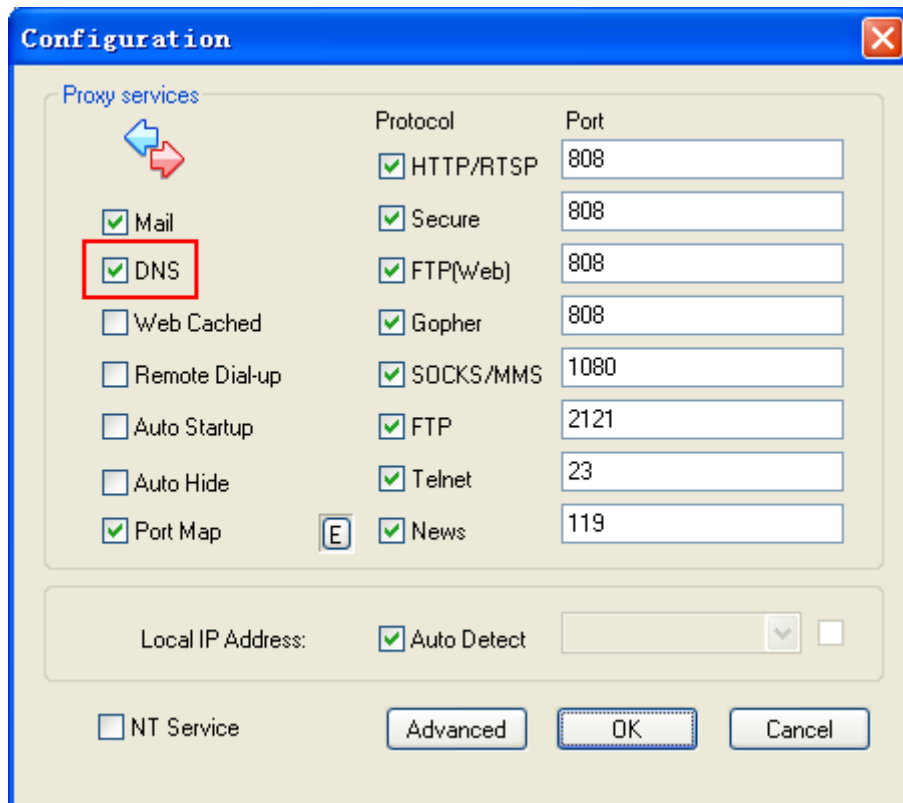 Configuration
Proxy services
Protocol Port
HTTP/RTSP 808
Mail Secure 808
DNS FTP(Web) 808
Web Cached Gopher 808
Remote Dial-up SOCKS/MMS 1080
Auto Startup FTP 2121
Auto Hide Telnet 23
Port Map E News 119
Local IP Address: Auto Detect
NT Service Advanced OK Cancel